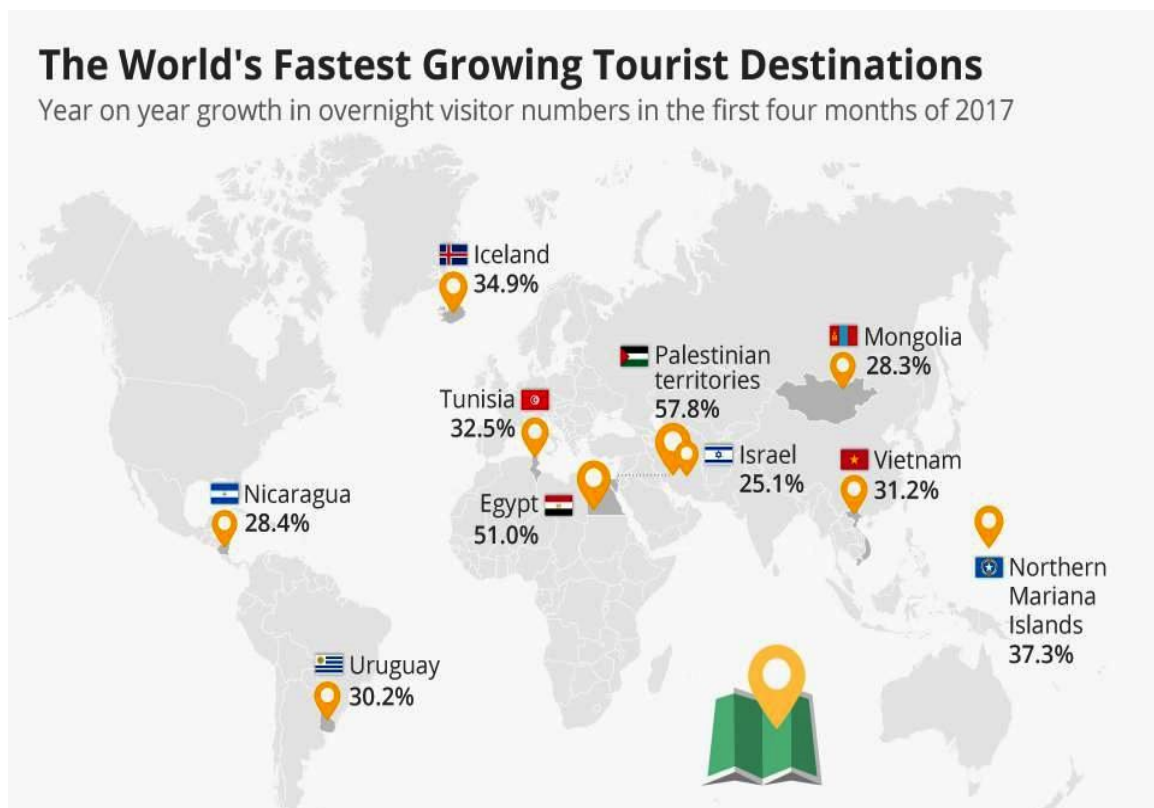 The World's Fastest Growing Tourist Destinations
Year on year growth in overnight visitor numbers in the first four months of 2017
Iceland
34.9%
Mongolia
28.3%
Palestinian
territories
57.8%
Tunisia
32.5%
Israel
25.1%
Vietnam
31.2%
Nicaragua
28.4%
Egypt
51.0%
Northern
Mariana
Islands
37.3%
Uruguay
30.2%